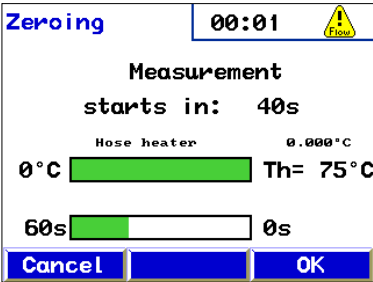 Zeroing 00:01 Flow
Measurement
starts in: 40s
Hose heater 0.000°C
0°C Th= 75°C
60s 0s
Cancel OK